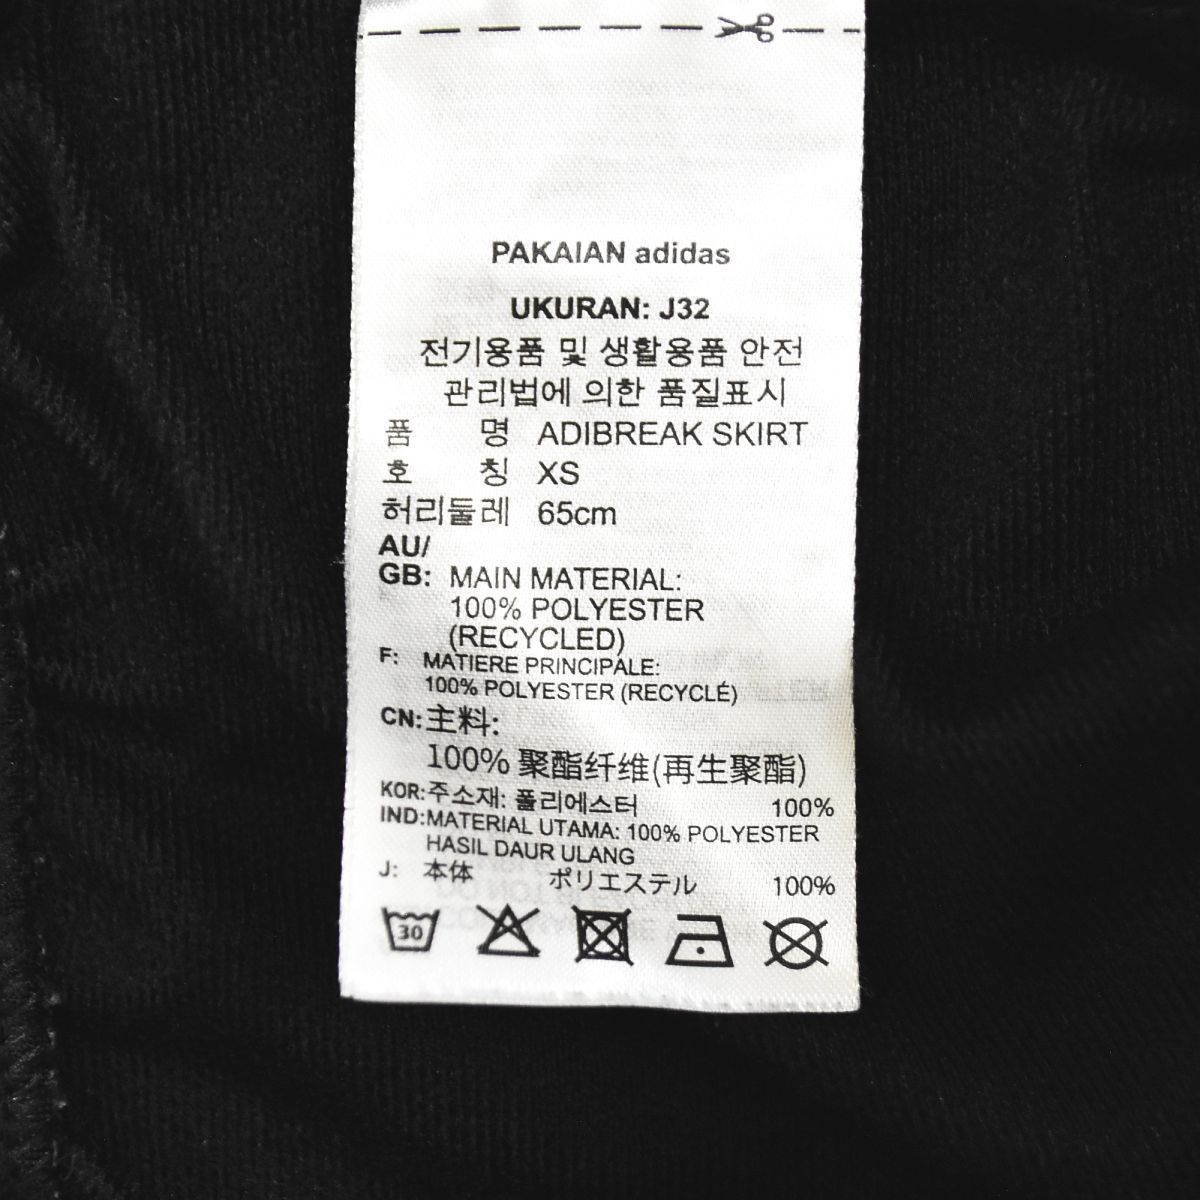 PAKAIAN adidas
UKURAN: J32
전기용품 및 생활용품 안전
관리법에 의한 품질표시
품 명 ADIBREAK SKIRT
호 칭 XS
허리둘레 65cm
AU/
GB: MAIN MATERIAL:
100% POLYESTER
(RECYCLED)
F: MATIERE PRINCIPALE:
100% POLYESTER (RECYCLÉ)
CN:主料:
100% 聚酯纤维(再生聚酯)
KOR:주소재: 폴리에스터 100%
IND:MATERIAL UTAMA: 100% POLYESTER
HASIL DAUR ULANG
J: 本体 ポリエステル 100%
30